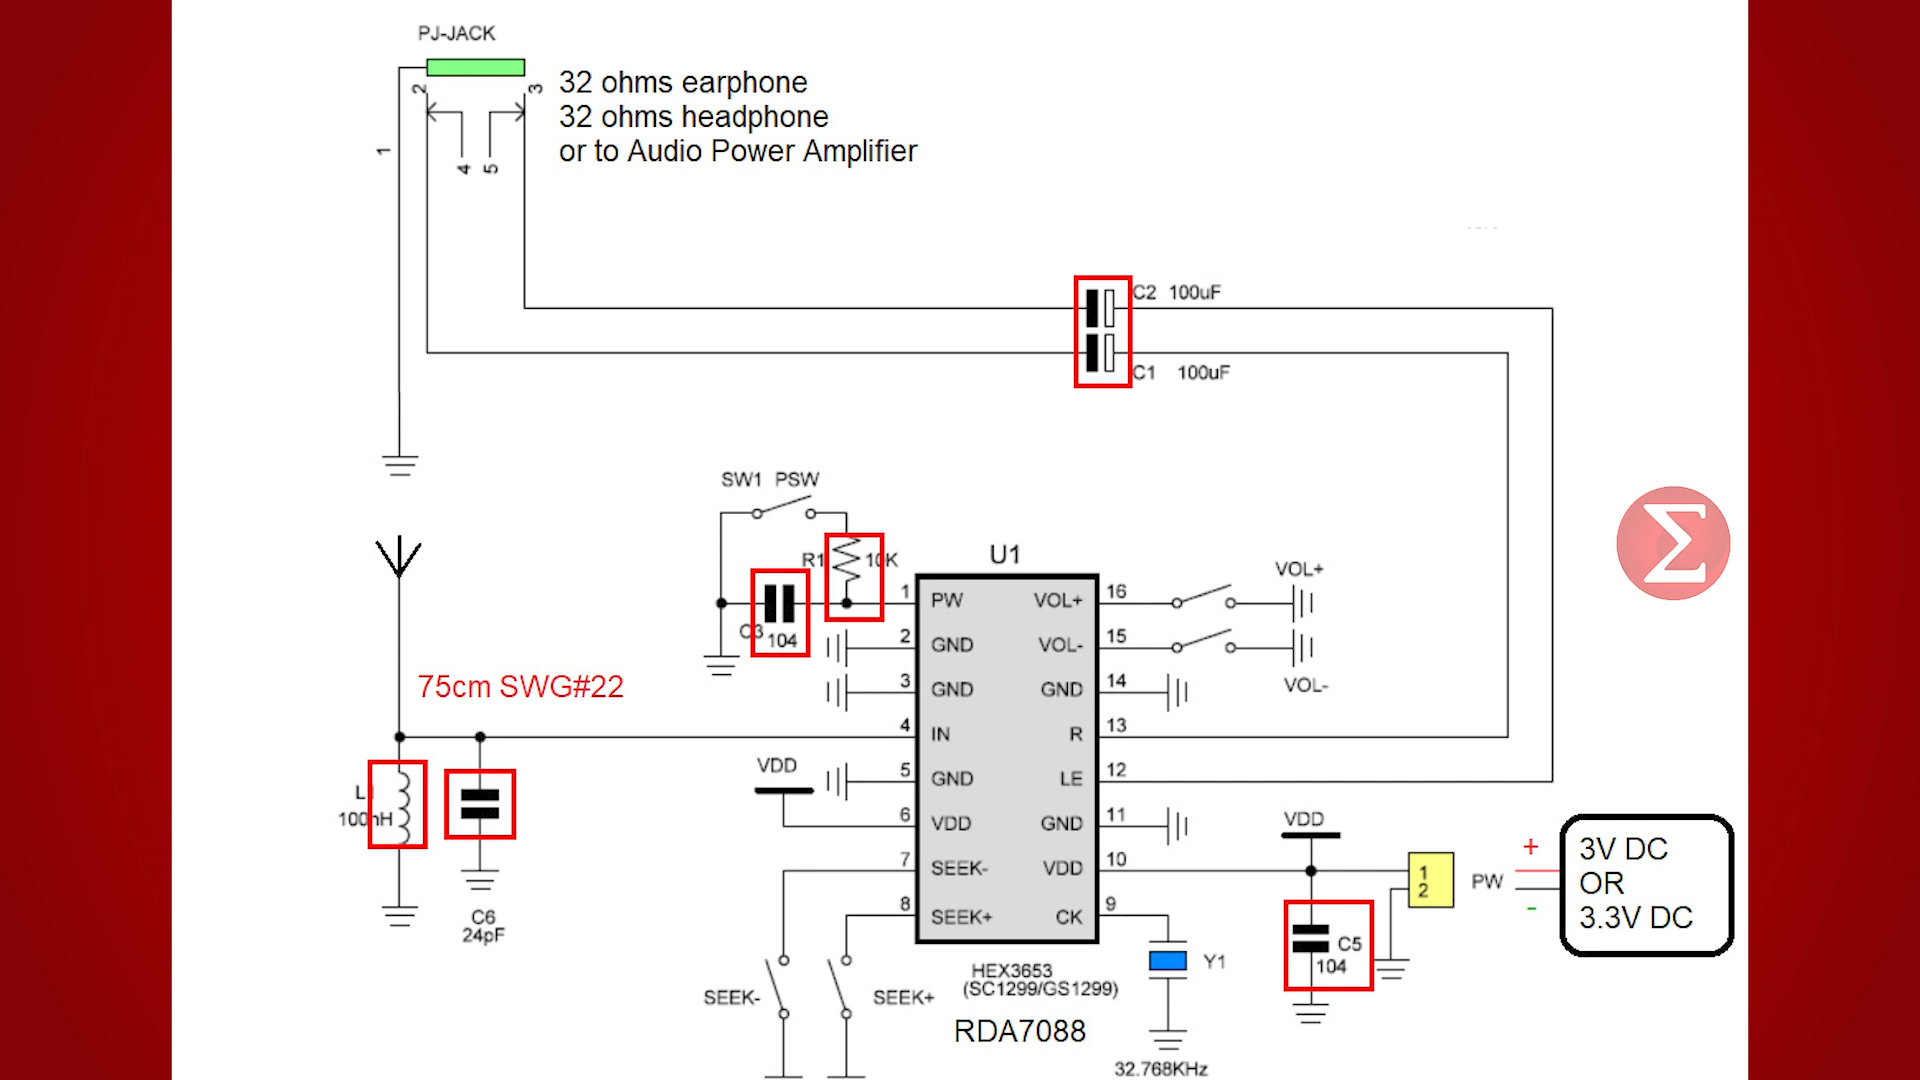 PJ-JACK
2
3
1
4
5
32 ohms earphone
32 ohms headphone
or to Audio Power Amplifier
C2 100uF
C1 100uF
SW1 PSW
R1
10K
C3
104
U1
1 PW
2 GND
3 GND
4 IN
5 GND
6 VDD
7 SEEK-
8 SEEK+
VOL+ 16
VOL- 15
GND 14
R 13
LE 12
GND 11
VDD 10
CK 9
VOL+
VOL-
75cm SWG#22
VDD
L1
100nH
C6
24pF
VDD
1
2
PW
+
-
3V DC
OR
3.3V DC
C5
104
SEEK-
SEEK+
HEX3653
(SC1299/GS1299)
RDA7088
Y1
32.768KHz
Σ